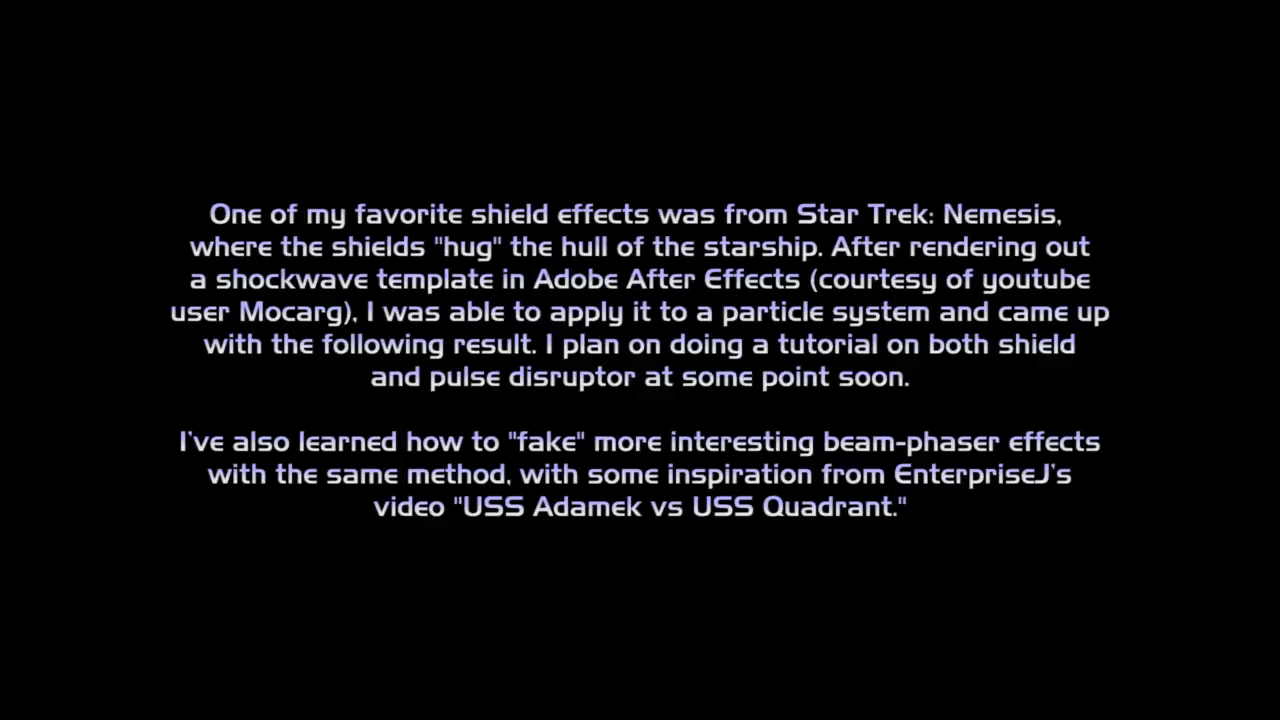 One of my favorite shield effects was from Star Trek: Nemesis,
where the shields "hug" the hull of the starship. After rendering out
a shockwave template in Adobe After Effects (courtesy of youtube
user Mocarg), I was able to apply it to a particle system and came up
with the following result. I plan on doing a tutorial on both shield
and pulse disruptor at some point soon.
I've also learned how to "fake" more interesting beam-phaser effects
with the same method, with some inspiration from EnterpriseJ's
video "USS Adamek vs USS Quadrant."